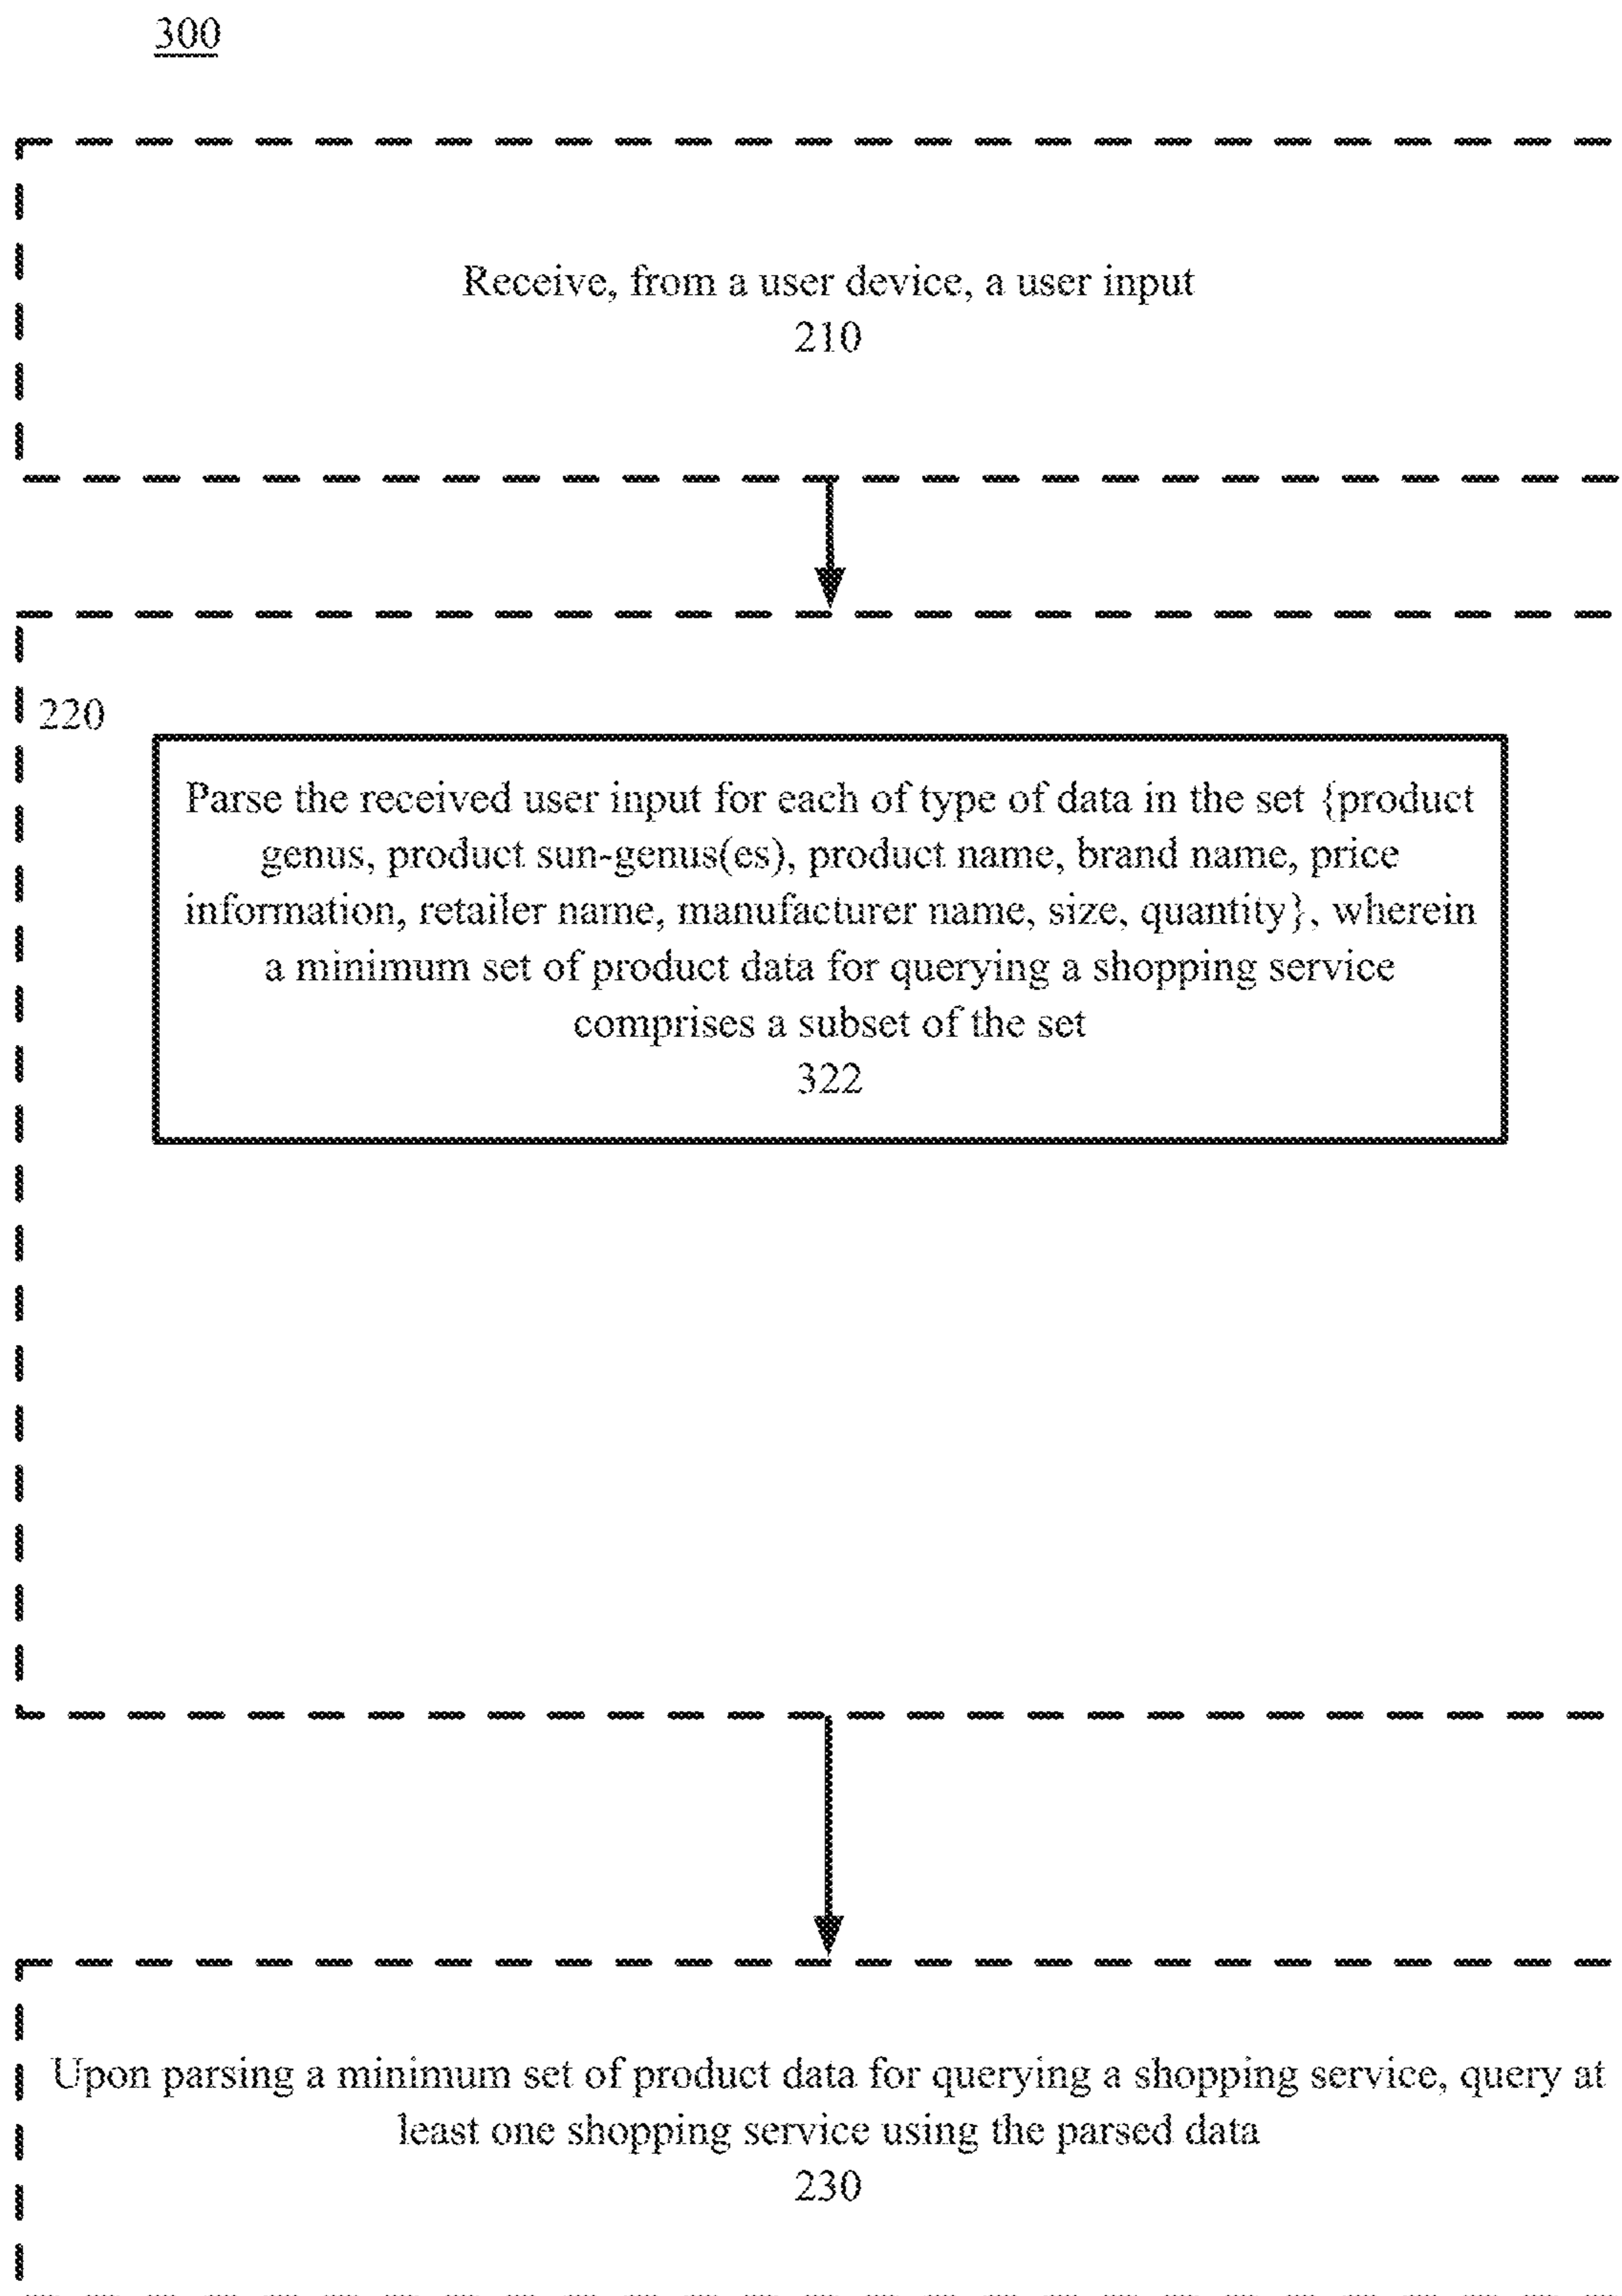 300
Receive, from a user device, a user input
210
220
Parse the received user input for each of type of data in the set {product
genus, product sun-genus(es), product name, brand name, price
information, retailer name, manufacturer name, size, quantity}, wherein
a minimum set of product data for querying a shopping service
comprises a subset of the set
322
Upon parsing a minimum set of product data for querying a shopping service, query at
least one shopping service using the parsed data
230